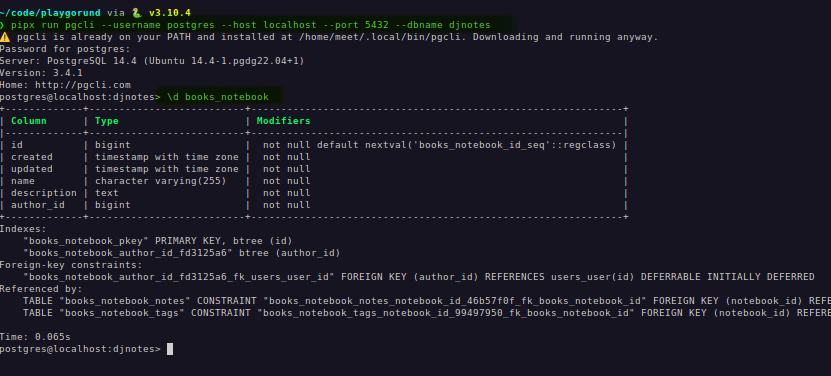 ~/code/playgorund via 🐍 v3.10.4
❯ pipx run pgcli --username postgres --host localhost --port 5432 --dbname djnotes
⚠️ pgcli is already on your PATH and installed at /home/meet/.local/bin/pgcli. Downloading and running anyway.
Password for postgres:
Server: PostgreSQL 14.4 (Ubuntu 14.4-1.pgdg22.04+1)
Version: 3.4.1
Home: http://pgcli.com
postgres@localhost:djnotes> \d books_notebook
+-------------+--------------------------+--------------------------------------------------------------+
| Column      | Type                     | Modifiers                                                    |
|-------------+--------------------------+--------------------------------------------------------------|
| id          | bigint                   |  not null default nextval('books_notebook_id_seq'::regclass) |
| created     | timestamp with time zone |  not null                                                    |
| updated     | timestamp with time zone |  not null                                                    |
| name        | character varying(255)   |  not null                                                    |
| description | text                     |  not null                                                    |
| author_id   | bigint                   |  not null                                                    |
+-------------+--------------------------+--------------------------------------------------------------+
Indexes:
    "books_notebook_pkey" PRIMARY KEY, btree (id)
    "books_notebook_author_id_fd3125a6" btree (author_id)
Foreign-key constraints:
    "books_notebook_author_id_fd3125a6_fk_users_user_id" FOREIGN KEY (author_id) REFERENCES users_user(id) DEFERRABLE INITIALLY DEFERRED
Referenced by:
    TABLE "books_notebook_notes" CONSTRAINT "books_notebook_notes_notebook_id_46b57f0f_fk_books_notebook_id" FOREIGN KEY (notebook_id) REFE
    TABLE "books_notebook_tags" CONSTRAINT "books_notebook_tags_notebook_id_99497950_fk_books_notebook_id" FOREIGN KEY (notebook_id) REFERE

Time: 0.065s
postgres@localhost:djnotes>